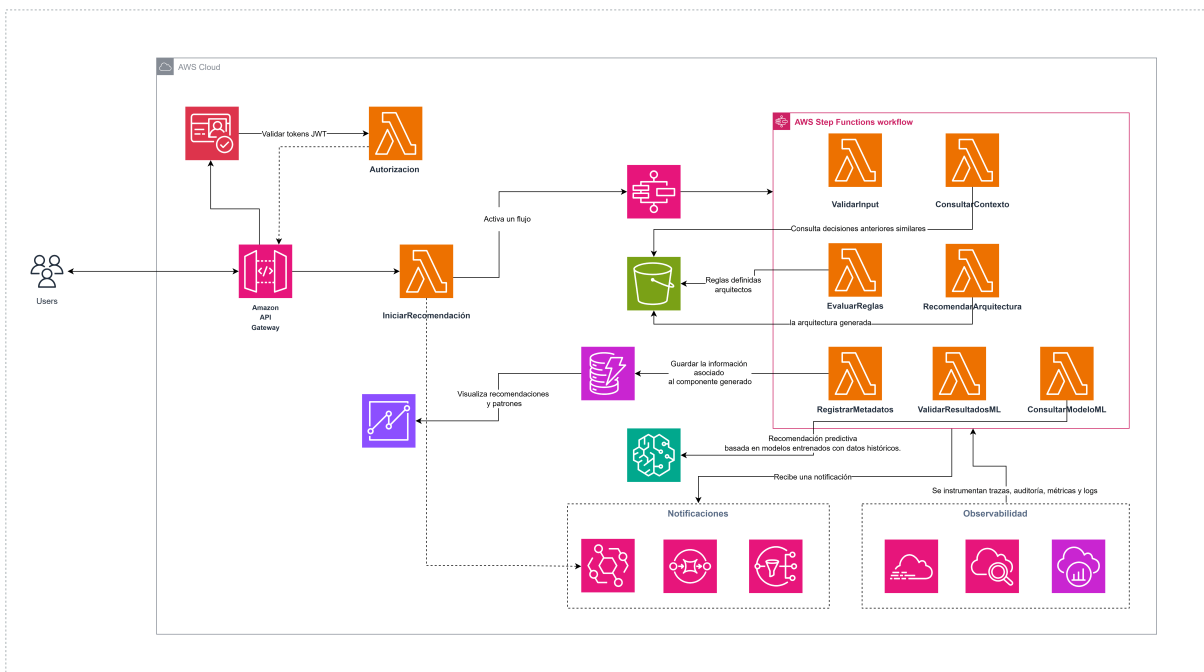 AWS Cloud
Validar tokens JWT
Autorizacion
AWS Step Functions workflow
ValidarInput
ConsultarContexto
Activa un flujo
Consulta decisiones anteriores similares
Users
Amazon
API
Gateway
IniciarRecomendación
Reglas definidas
arquitectos
EvaluarReglas
RecomendarArquitectura
la arquitectura generada
Guardar la información
asociado
al componente generado
RegistrarMetadatos
ValidarResultadosML
ConsultarModeloML
Visualiza recomendaciones
y patrones
Recomendación predictiva
basada en modelos entrenados con datos históricos.
Recibe una notificación
Se instrumentan trazas, auditoría, métricas y logs
Notificaciones
Observabilidad